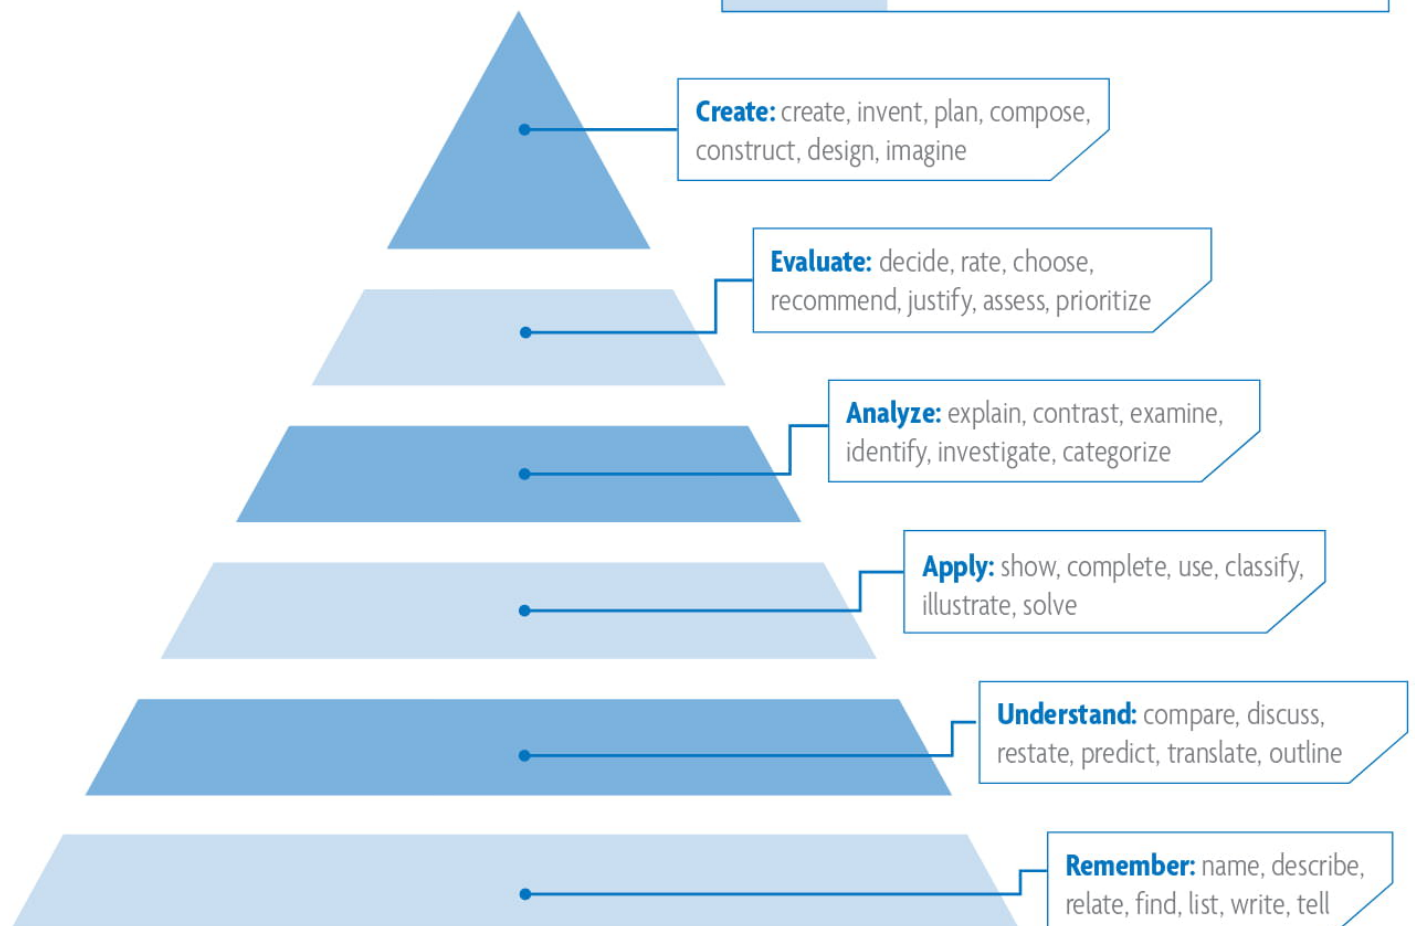 Create: create, invent, plan, compose,
construct, design, imagine
Evaluate: decide, rate, choose,
recommend, justify, assess, prioritize
Analyze: explain, contrast, examine,
identify, investigate, categorize
Apply: show, complete, use, classify,
illustrate, solve
Understand: compare, discuss,
restate, predict, translate, outline
Remember: name, describe,
relate, find, list, write, tell